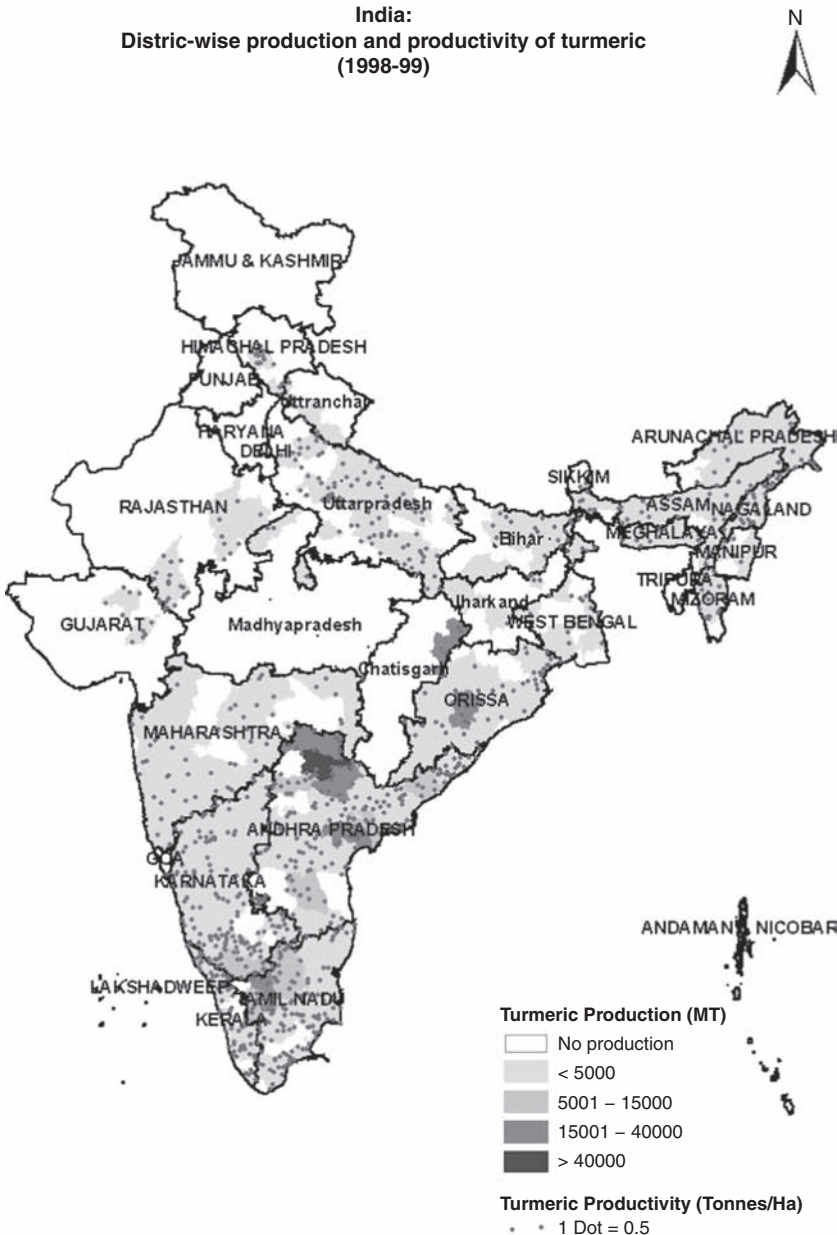 India:
Distric-wise production and productivity of turmeric
(1998-99)
N
JAMMU & KASHMIR
HIMACHAL PRADESH
PUNJAB
Uttranchal
HARYANA
DELHI
ARUNACHAL PRADESH
SIKKIM
RAJASTHAN
Uttarpradesh
ASSAM
NAGALAND
Bihar
MEGHALAYA
MANIPUR
TRIPURA
MIZORAM
Jharkand
GUJARAT
Madhyapradesh
WEST BENGAL
Chatisgarh
ORISSA
MAHARASHTRA
ANDHRA PRADESH
GOA
KARNATAKA
ANDAMAN NICOBAR
LAKSHADWEEP
TAMIL NADU
KERALA
Turmeric Production (MT)
No production
< 5000
5001 – 15000
15001 – 40000
> 40000
Turmeric Productivity (Tonnes/Ha)
1 Dot = 0.5